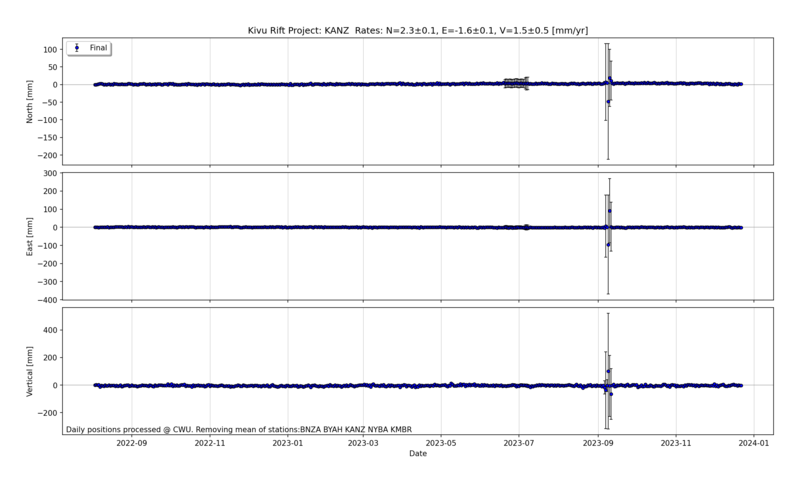 Kivu Rift Project: KANZ  Rates: N=2.3±0.1, E=-1.6±0.1, V=1.5±0.5 [mm/yr]
Final
100
50
0
−50
−100
−150
−200
North [mm]
300
200
100
0
−100
−200
−300
−400
East [mm]
400
200
0
−200
Vertical [mm]
Daily positions processed @ CWU. Removing mean of stations:BNZA BYAH KANZ NYBA KMBR
2022-09 2022-11 2023-01 2023-03 2023-05 2023-07 2023-09 2023-11 2024-01
Date